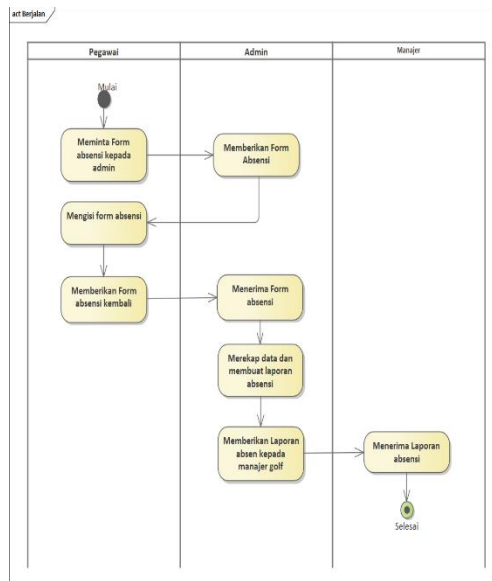 act Berjalan
Pegawai
Admin
Manajer
Mulai
Meminta Form
absensi kepada
admin
Memberikan Form
Absensi
Mengisi form absensi
Memberikan Form
absensi kembali
Menerima Form
absensi
Merekap data dan
membuat laporan
absensi
Memberikan Laporan
absen kepada
manajer golf
Menerima Laporan
absensi
Selesai